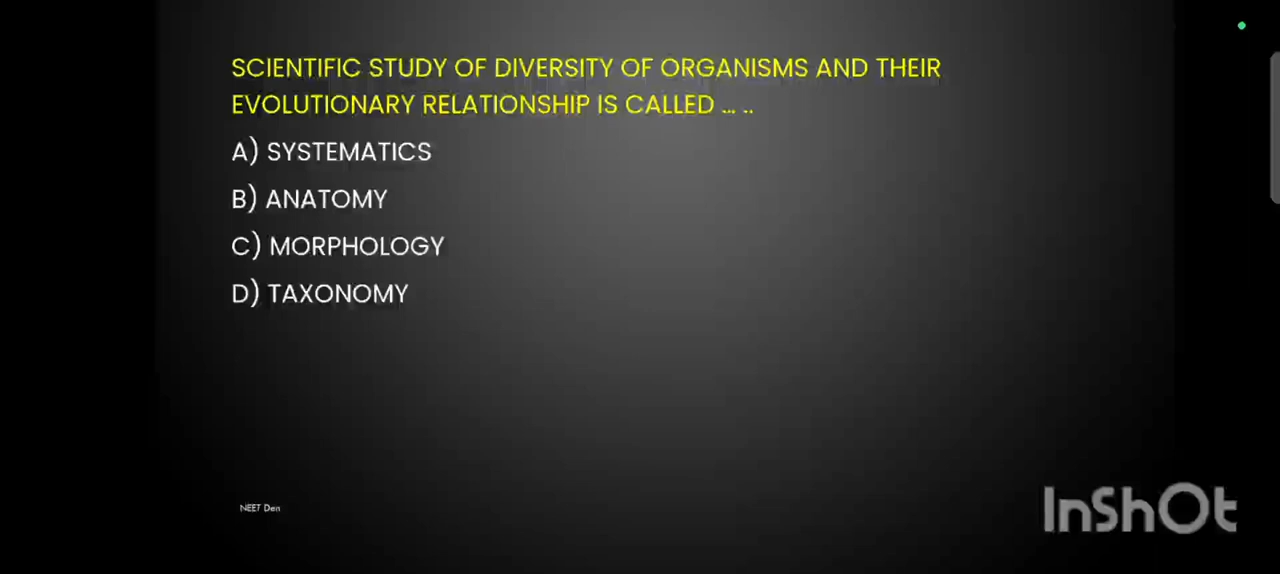 SCIENTIFIC STUDY OF DIVERSITY OF ORGANISMS AND THEIR
EVOLUTIONARY RELATIONSHIP IS CALLED ... ..
A) SYSTEMATICS
B) ANATOMY
C) MORPHOLOGY
D) TAXONOMY
NEET Den
InShOt